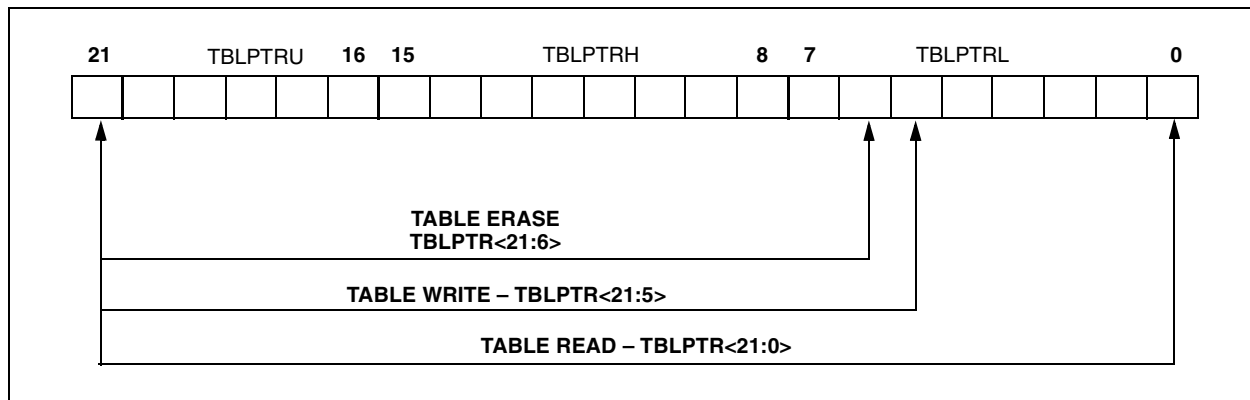 21 TBLPTRU 16 15 TBLPTRH 8 7 TBLPTRL 0
TABLE ERASE
TBLPTR<21:6>
TABLE WRITE – TBLPTR<21:5>
TABLE READ – TBLPTR<21:0>